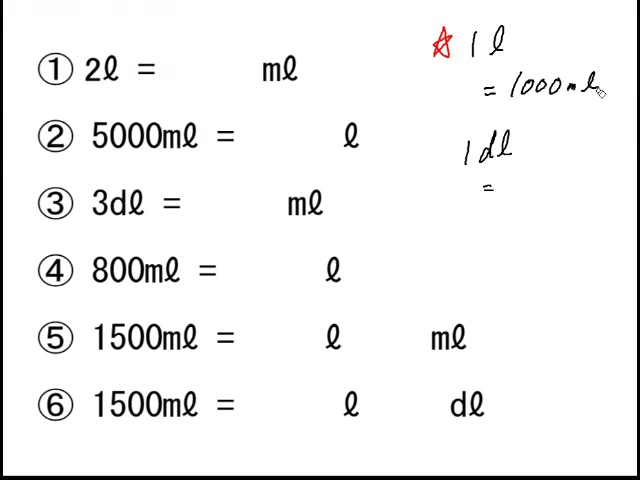 ① 2ℓ =      mℓ
② 5000mℓ =      ℓ
③ 3dℓ =      mℓ
④ 800mℓ =      ℓ
⑤ 1500mℓ =      ℓ      mℓ
⑥ 1500mℓ =      ℓ      dℓ
☆ 1ℓ
= 1000mℓ
1dℓ
=